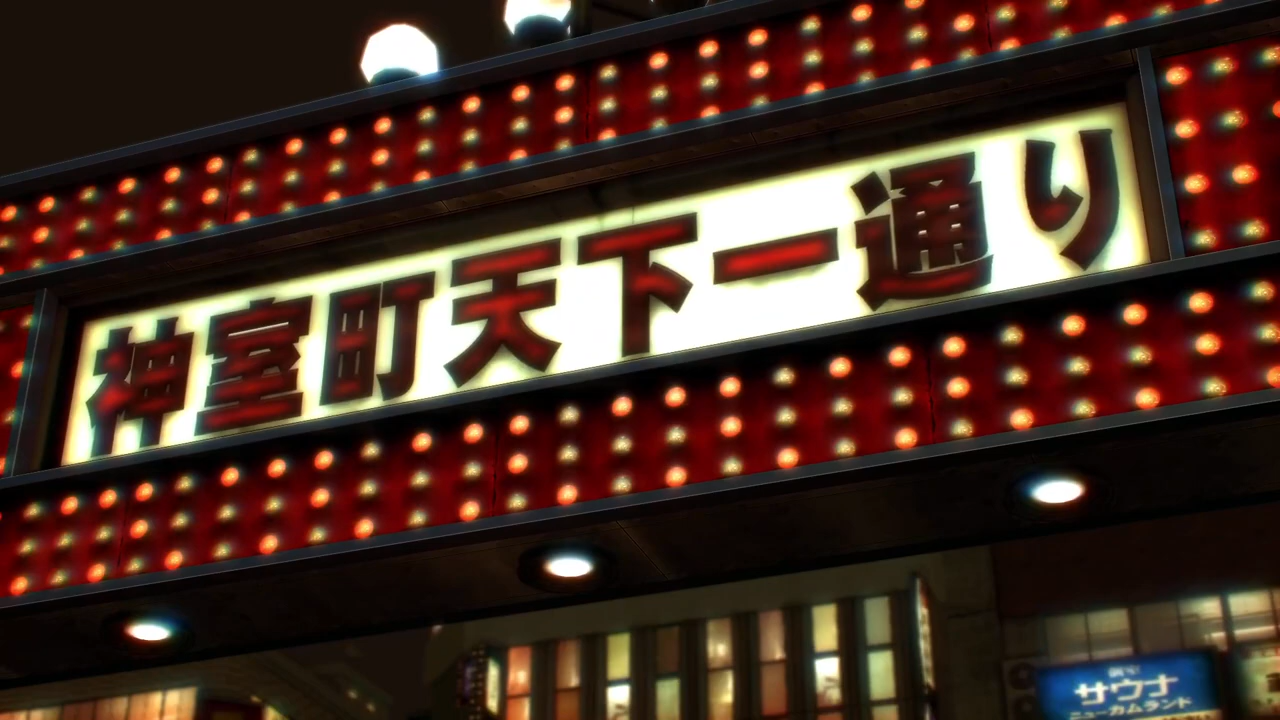 神室町天下一通り
サウナ
ニューカムランド